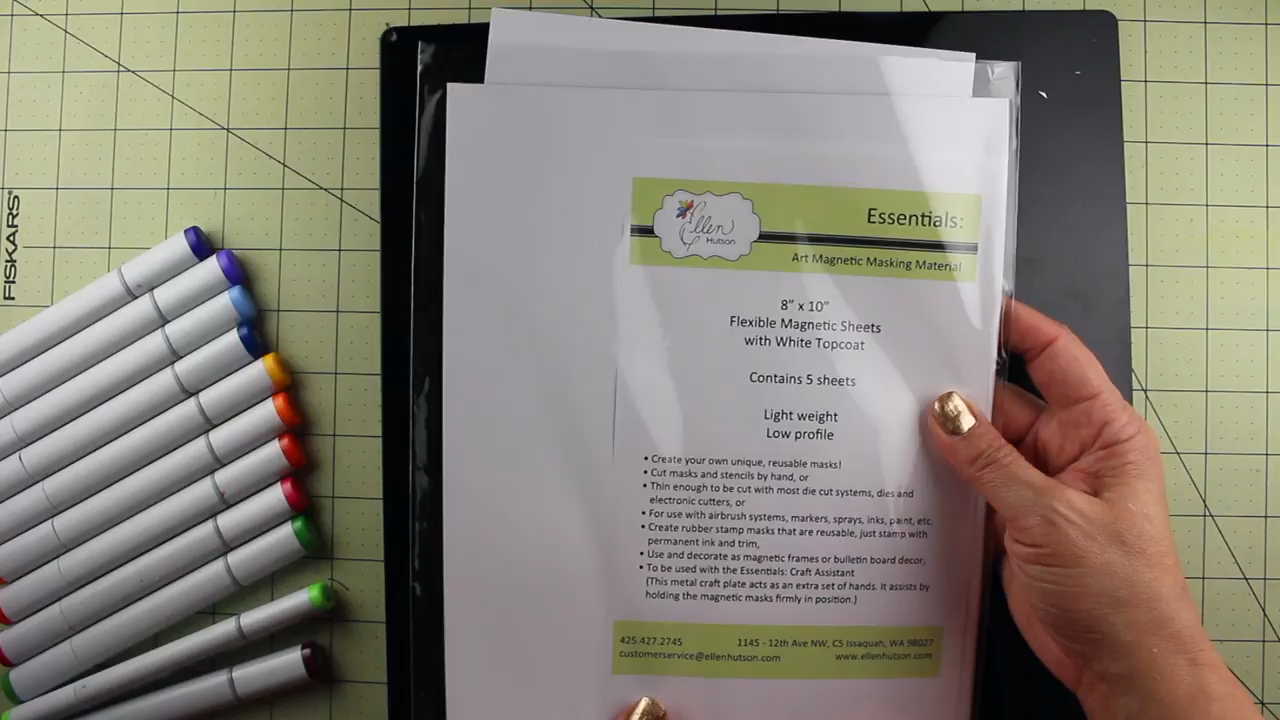 FISKARS®
Ellen
Hutson
Essentials:
Art Magnetic Masking Material
8” x 10”
Flexible Magnetic Sheets
with White Topcoat
Contains 5 sheets
Light weight
Low profile
• Create your own unique, reusable masks!
• Cut masks and stencils by hand, or
• Thin enough to be cut with most die cut systems, dies and
electronic cutters, or
• For use with airbrush systems, markers, sprays, inks, paint, etc.
• Create rubber stamp masks that are reusable, just stamp with
permanent ink and trim,
• Use and decorate as magnetic frames or bulletin board decor,
• To be used with the Essentials: Craft Assistant
(This metal craft plate acts as an extra set of hands. It assists by
holding the magnetic masks firmly in position.)
425.427.2745
1145 - 12th Ave NW, C5 Issaquah, WA 98027
customerservice@ellenhutson.com
www.ellenhutson.com